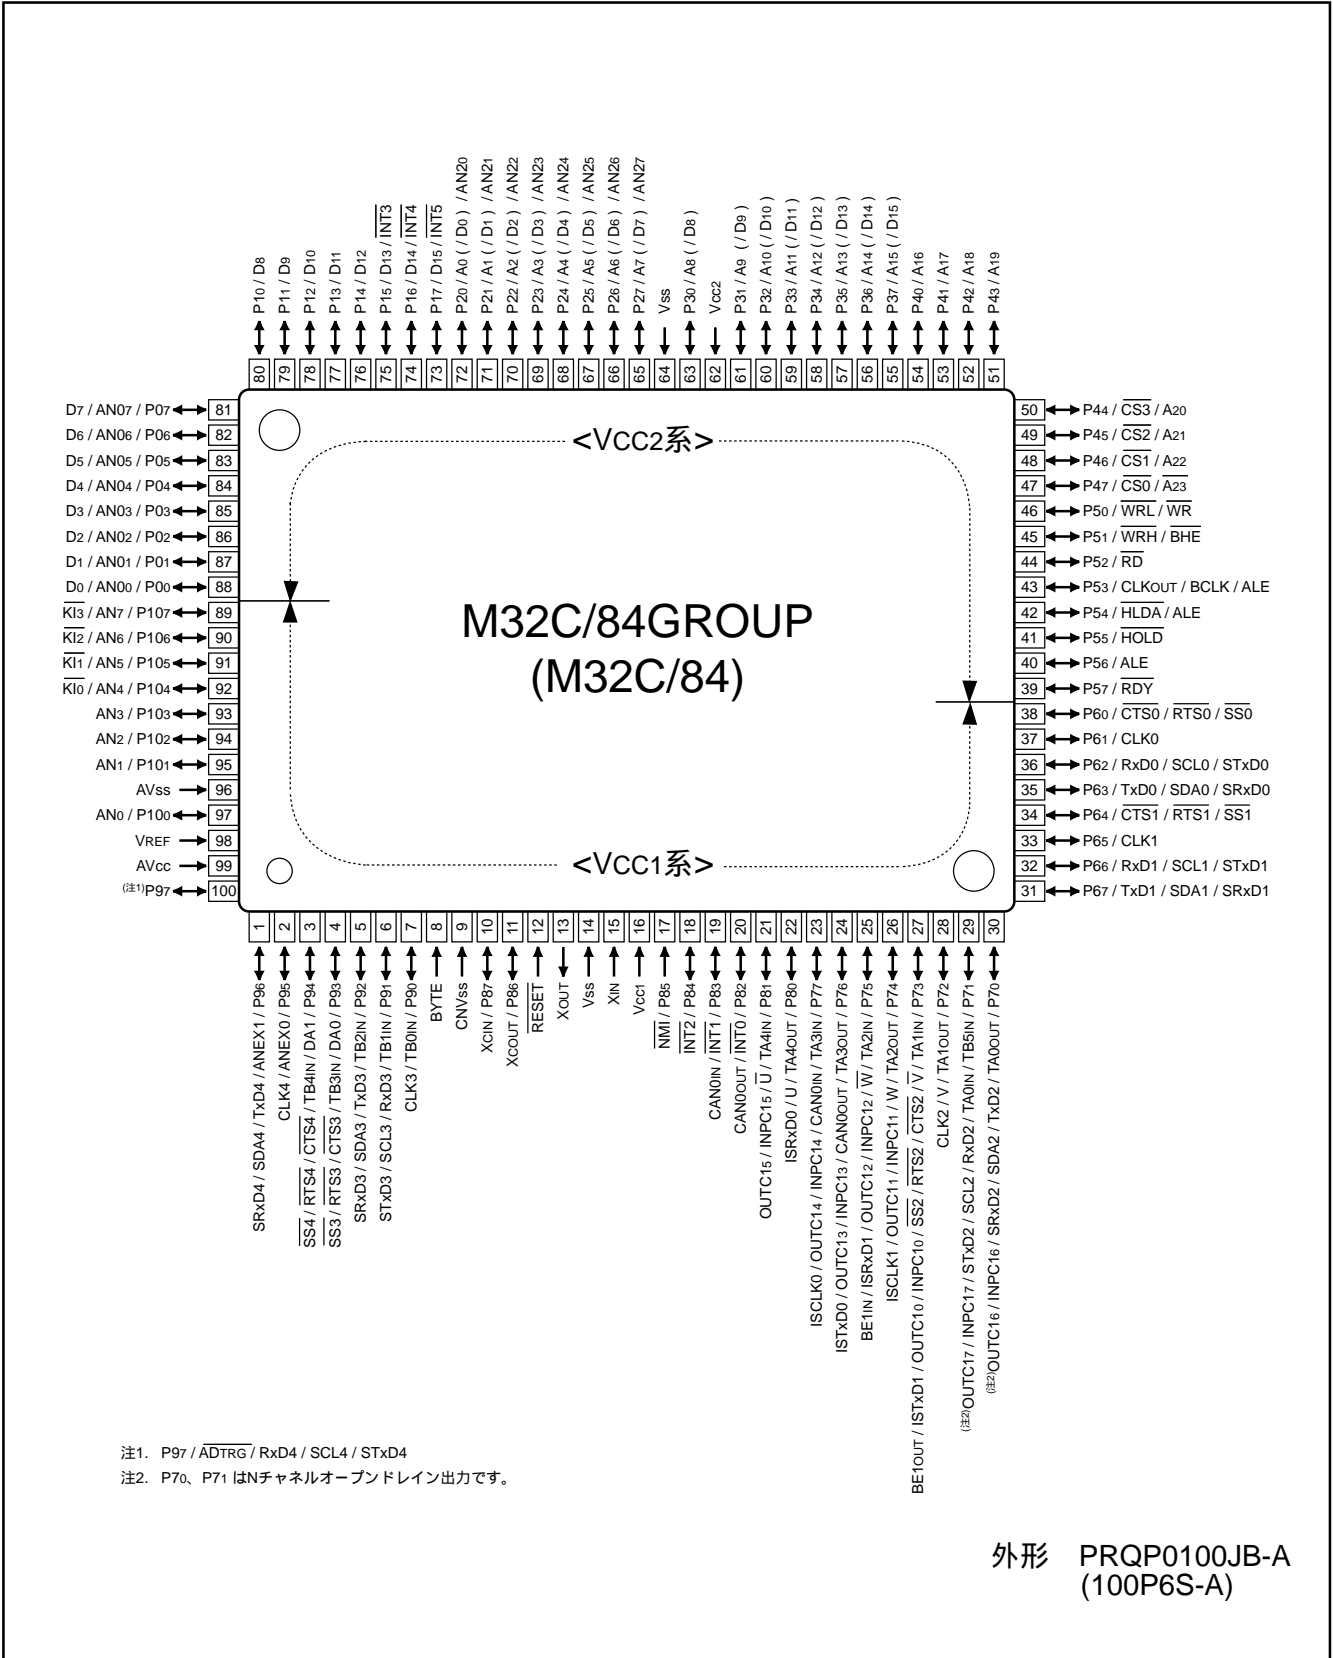 P10 / D8
P11 / D9
P12 / D10
P13 / D11
P14 / D12
P15 / D13 / INT3
P16 / D14 / INT4
P17 / D15 / INT5
P20 / A0 ( / D0 ) / AN20
P21 / A1 ( / D1 ) / AN21
P22 / A2 ( / D2 ) / AN22
P23 / A3 ( / D3 ) / AN23
P24 / A4 ( / D4 ) / AN24
P25 / A5 ( / D5 ) / AN25
P26 / A6 ( / D6 ) / AN26
P27 / A7 ( / D7 ) / AN27
Vss
P30 / A8 ( / D8 )
Vcc2
P31 / A9 ( / D9 )
P32 / A10 ( / D10 )
P33 / A11 ( / D11 )
P34 / A12 ( / D12 )
P35 / A13 ( / D13 )
P36 / A14 ( / D14 )
P37 / A15 ( / D15 )
P40 / A16
P41 / A17
P42 / A18
P43 / A19
80 79 78 77 76 75 74 73 72 71 70 69 68 67 66 65 64 63 62 61 60 59 58 57 56 55 54 53 52 51
D7 / AN07 / P07 81
D6 / AN06 / P06 82
D5 / AN05 / P05 83
D4 / AN04 / P04 84
D3 / AN03 / P03 85
D2 / AN02 / P02 86
D1 / AN01 / P01 87
D0 / AN00 / P00 88
KI3 / AN7 / P107 89
KI2 / AN6 / P106 90
KI1 / AN5 / P105 91
KI0 / AN4 / P104 92
AN3 / P103 93
AN2 / P102 94
AN1 / P101 95
AVss 96
AN0 / P100 97
VREF 98
AVcc 99
(注1)P97 100
<VCC2系>
M32C/84GROUP
(M32C/84)
<VCC1系>
50 P44 / CS3 / A20
49 P45 / CS2 / A21
48 P46 / CS1 / A22
47 P47 / CS0 / A23
46 P50 / WRL / WR
45 P51 / WRH / BHE
44 P52 / RD
43 P53 / CLKOUT / BCLK / ALE
42 P54 / HLDA / ALE
41 P55 / HOLD
40 P56 / ALE
39 P57 / RDY
38 P60 / CTS0 / RTS0 / SS0
37 P61 / CLK0
36 P62 / RxD0 / SCL0 / STxD0
35 P63 / TxD0 / SDA0 / SRxD0
34 P64 / CTS1 / RTS1 / SS1
33 P65 / CLK1
32 P66 / RxD1 / SCL1 / STxD1
31 P67 / TxD1 / SDA1 / SRxD1
1 2 3 4 5 6 7 8 9 10 11 12 13 14 15 16 17 18 19 20 21 22 23 24 25 26 27 28 29 30
SRxD4 / SDA4 / TxD4 / ANEX1 / P96
CLK4 / ANEX0 / P95
SS4 / RTS4 / CTS4 / TB4IN / DA1 / P94
SS3 / RTS3 / CTS3 / TB3IN / DA0 / P93
SRxD3 / SDA3 / TxD3 / TB2IN / P92
STxD3 / SCL3 / RxD3 / TB1IN / P91
CLK3 / TB0IN / P90
BYTE
CNVss
XCIN / P87
XCOUT / P86
RESET
XOUT
Vss
XIN
Vcc1
NMI / P85
INT2 / P84
CAN0IN / INT1 / P83
CAN0OUT / INT0 / P82
OUTC15 / INPC15 / U / TA4IN / P81
ISRxD0 / U / TA4OUT / P80
ISCLK0 / OUTC14 / INPC14 / CAN0IN / TA3IN / P77
ISTxD0 / OUTC13 / INPC13 / CAN0OUT / TA3OUT / P76
BE1IN / ISRxD1 / OUTC12 / INPC12 / W / TA2IN / P75
ISCLK1 / OUTC11 / INPC11 / W / TA2OUT / P74
BE1OUT / ISTxD1 / OUTC10 / INPC10 / SS2 / RTS2 / CTS2 / V / TA1IN / P73
CLK2 / V / TA1OUT / P72
(注2)OUTC17 / INPC17 / STxD2 / SCL2 / RxD2 / TA0IN / TB5IN / P71
(注2)OUTC16 / INPC16 / SRxD2 / SDA2 / TxD2 / TA0OUT / P70
注1. P97 / ADTRG / RxD4 / SCL4 / STxD4
注2. P70、P71 はNチャネルオープンドレイン出力です。
外形 PRQP0100JB-A
(100P6S-A)